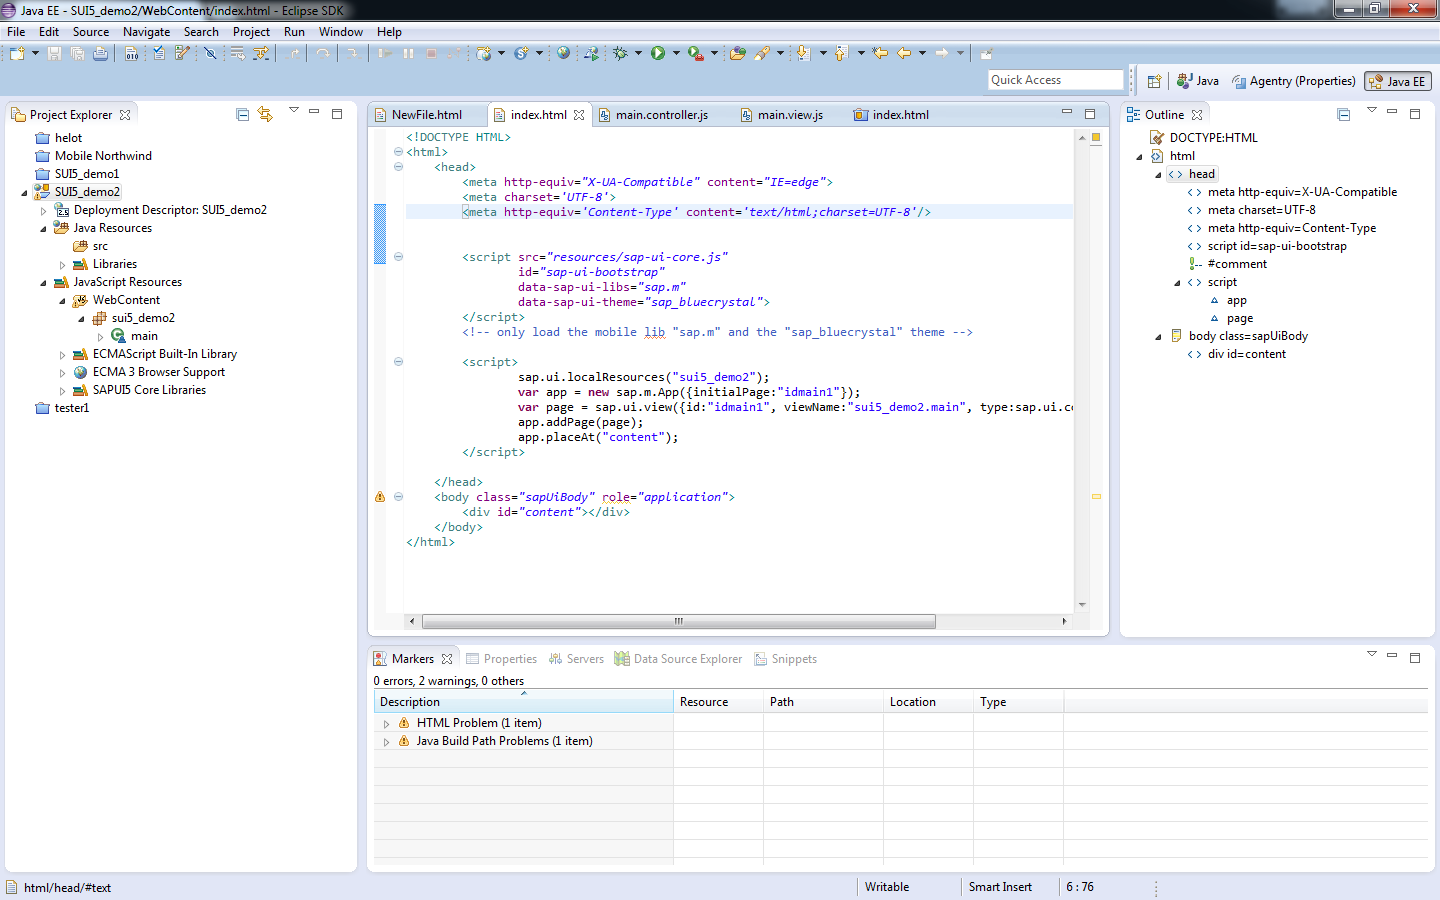 Java EE - SUI5_demo2/WebContent/index.html - Eclipse SDK
File Edit Source Navigate Search Project Run Window Help
Quick Access
Java
Agentry (Properties)
Java EE
Project Explorer
helot
Mobile Northwind
SUI5_demo1
SUI5_demo2
Deployment Descriptor: SUI5_demo2
Java Resources
src
Libraries
JavaScript Resources
WebContent
sui5_demo2
main
ECMAScript Built-In Library
ECMA 3 Browser Support
SAPUI5 Core Libraries
tester1
NewFile.html index.html main.controller.js main.view.js index.html
<!DOCTYPE HTML>
<html>
<head>
<meta http-equiv="X-UA-Compatible" content="IE=edge">
<meta charset='UTF-8'>
<meta http-equiv='Content-Type' content='text/html;charset=UTF-8'/>
<script src="resources/sap-ui-core.js"
id="sap-ui-bootstrap"
data-sap-ui-libs="sap.m"
data-sap-ui-theme="sap_bluecrystal">
</script>
<!-- only load the mobile lib "sap.m" and the "sap_bluecrystal" theme -->
<script>
sap.ui.localResources("sui5_demo2");
var app = new sap.m.App({initialPage:"idmain1"});
var page = sap.ui.view({id:"idmain1", viewName:"sui5_demo2.main", type:sap.ui.co
app.addPage(page);
app.placeAt("content");
</script>
</head>
<body class="sapUiBody" role="application">
<div id="content"></div>
</body>
</html>
Outline
DOCTYPE:HTML
html
head
meta http-equiv=X-UA-Compatible
meta charset=UTF-8
meta http-equiv=Content-Type
script id=sap-ui-bootstrap
#comment
script
app
page
body class=sapUiBody
div id=content
Markers Properties Servers Data Source Explorer Snippets
0 errors, 2 warnings, 0 others
Description Resource Path Location Type
HTML Problem (1 item)
Java Build Path Problems (1 item)
html/head/#text Writable Smart Insert 6 : 76